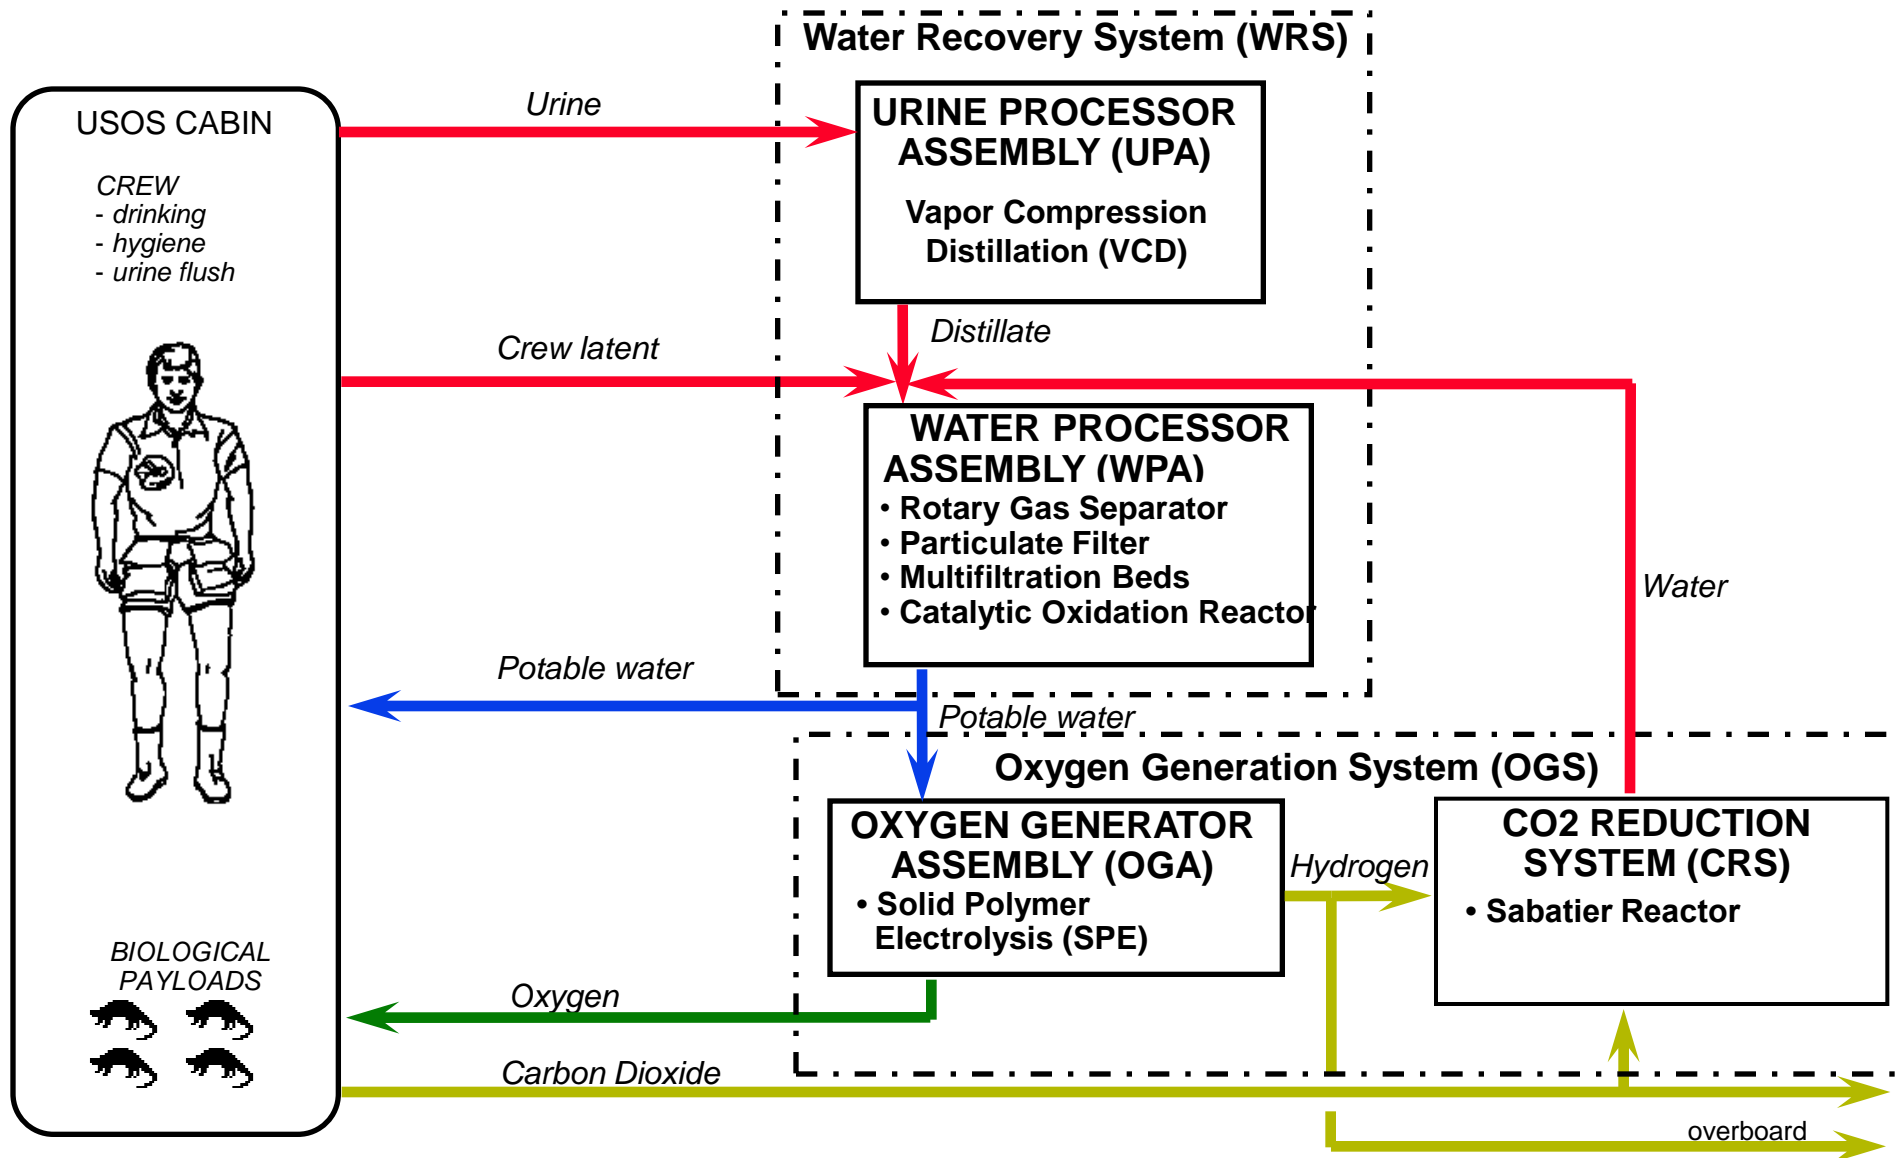 Water Recovery System (WRS)
USOS CABIN
CREW
- drinking
- hygiene
- urine flush
Urine
URINE PROCESSOR
ASSEMBLY (UPA)
Vapor Compression
Distillation (VCD)
Distillate
Crew latent
WATER PROCESSOR
ASSEMBLY (WPA)
• Rotary Gas Separator
• Particulate Filter
• Multifiltration Beds
• Catalytic Oxidation Reactor
Water
Potable water
Potable water
Oxygen Generation System (OGS)
OXYGEN GENERATOR
ASSEMBLY (OGA)
• Solid Polymer
Electrolysis (SPE)
Hydrogen
CO2 REDUCTION
SYSTEM (CRS)
• Sabatier Reactor
BIOLOGICAL
PAYLOADS
Oxygen
Carbon Dioxide
overboard